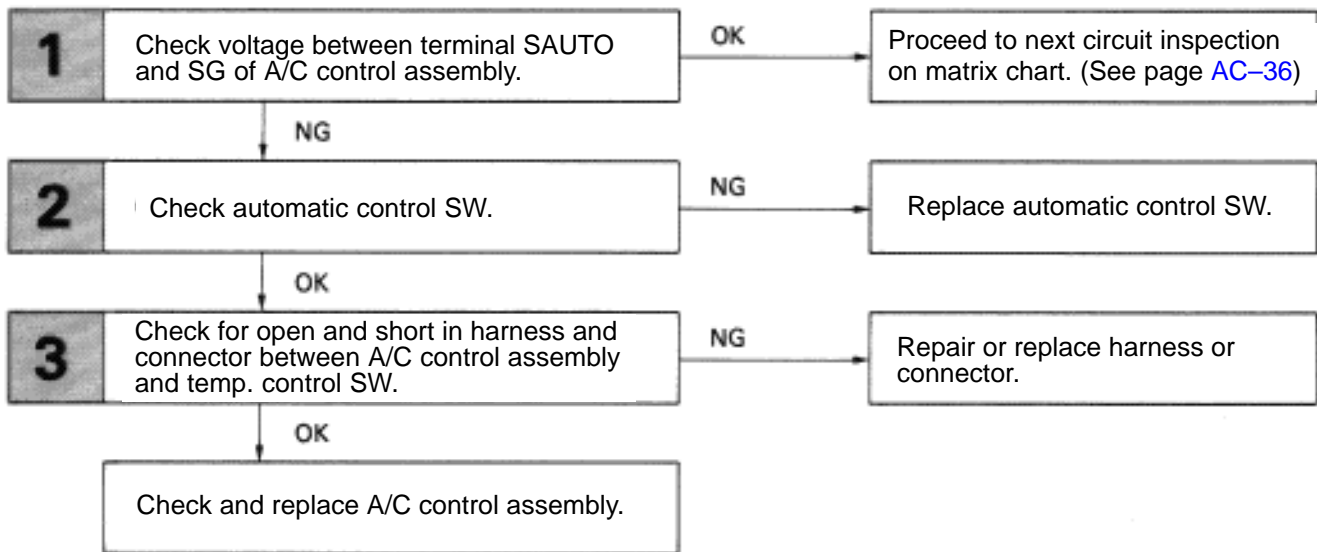 1
Check voltage between terminal SAUTO
and SG of A/C control assembly.
OK
Proceed to next circuit inspection
on matrix chart. (See page AC–36)
NG
2
Check automatic control SW.
NG
Replace automatic control SW.
OK
3
Check for open and short in harness and
connector between A/C control assembly
and temp. control SW.
NG
Repair or replace harness or
connector.
OK
Check and replace A/C control assembly.